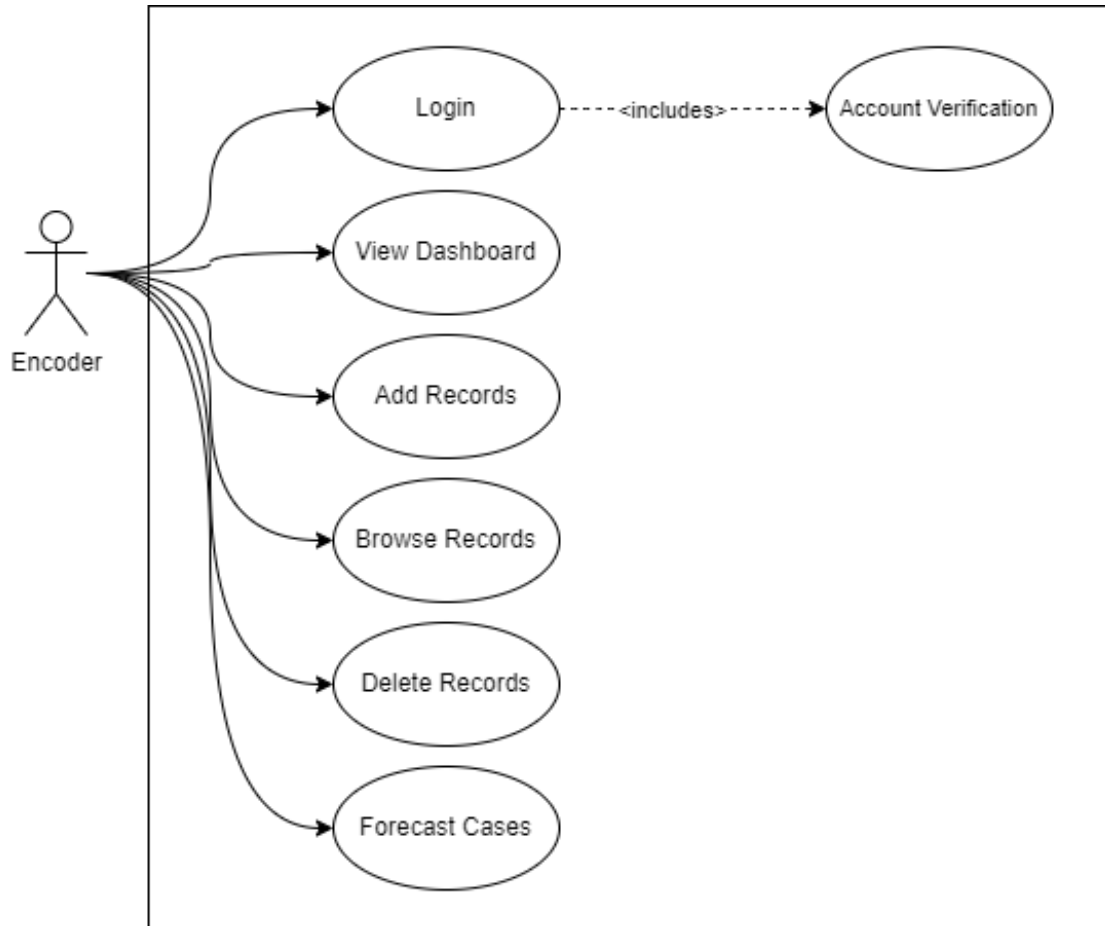 Login
<includes>
Account Verification
View Dashboard
Encoder
Add Records
Browse Records
Delete Records
Forecast Cases